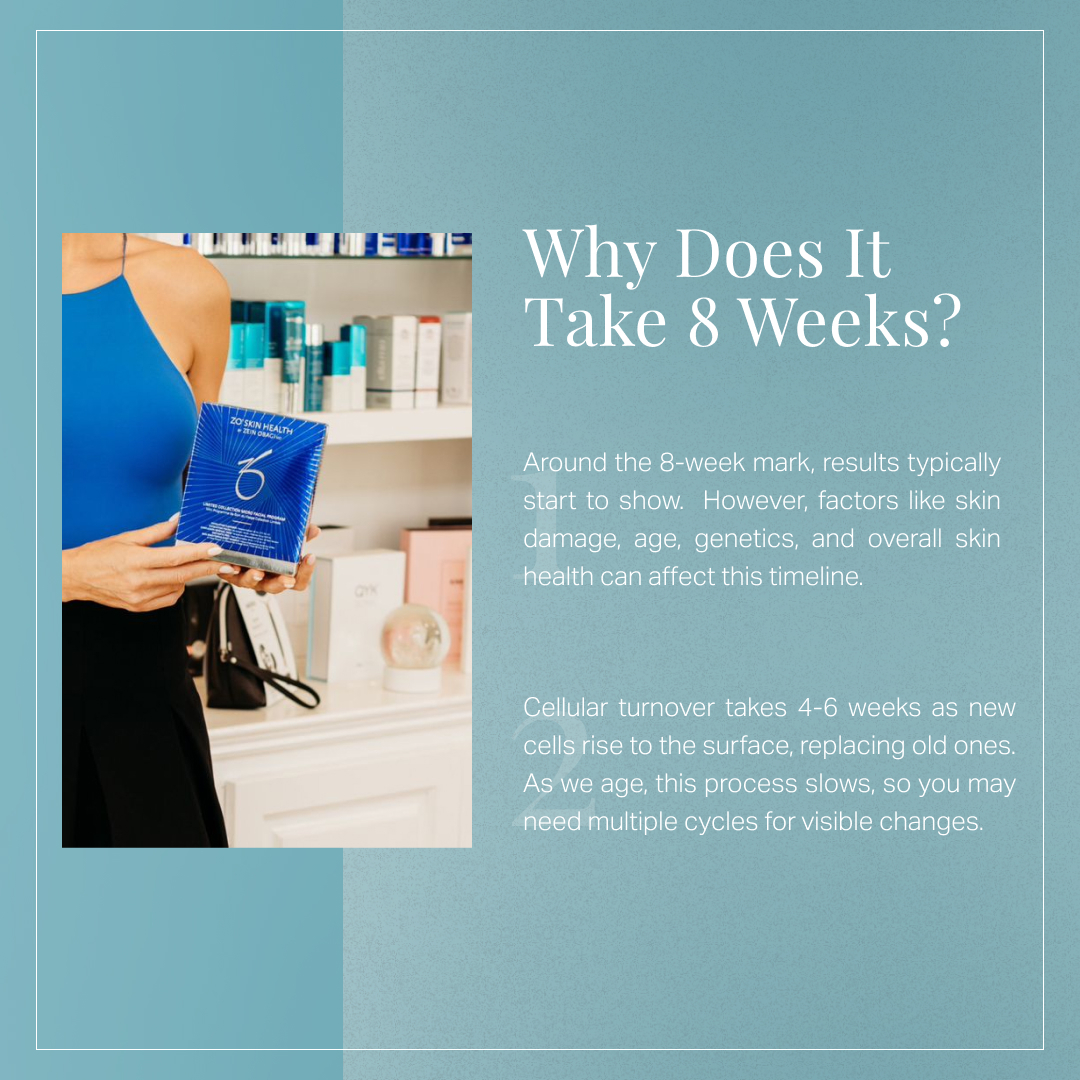 Why Does It
Take 8 Weeks?
1
Around the 8-week mark, results typically
start to show. However, factors like skin
damage, age, genetics, and overall skin
health can affect this timeline.
2
Cellular turnover takes 4-6 weeks as new
cells rise to the surface, replacing old ones.
As we age, this process slows, so you may
need multiple cycles for visible changes.
ZO SKIN HEALTH
BY ZEIN OBAGI